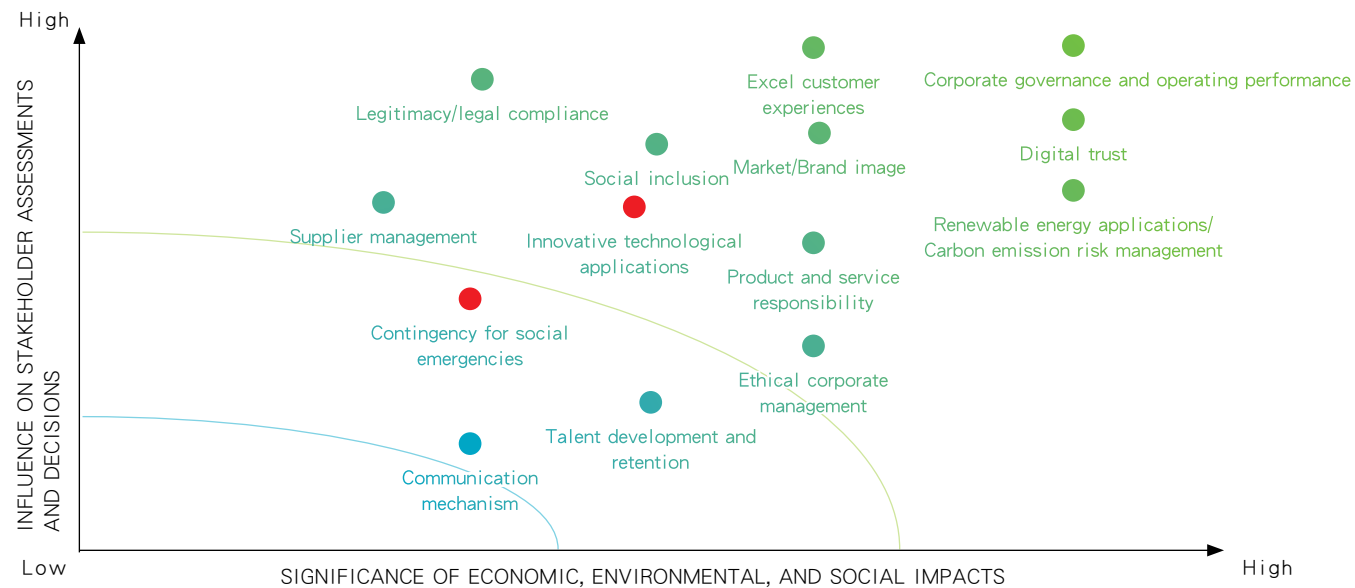 High
INFLUENCE ON STAKEHOLDER ASSESSMENTS
AND DECISIONS
Legitimacy/legal compliance
Excel customer
experiences
Corporate governance and operating performance
Market/Brand image
Digital trust
Social inclusion
Supplier management
Innovative technological
applications
Renewable energy applications/
Carbon emission risk management
Product and service
responsibility
Contingency for social
emergencies
Ethical corporate
management
Talent development and
retention
Communication
mechanism
Low
SIGNIFICANCE OF ECONOMIC, ENVIRONMENTAL, AND SOCIAL IMPACTS
High